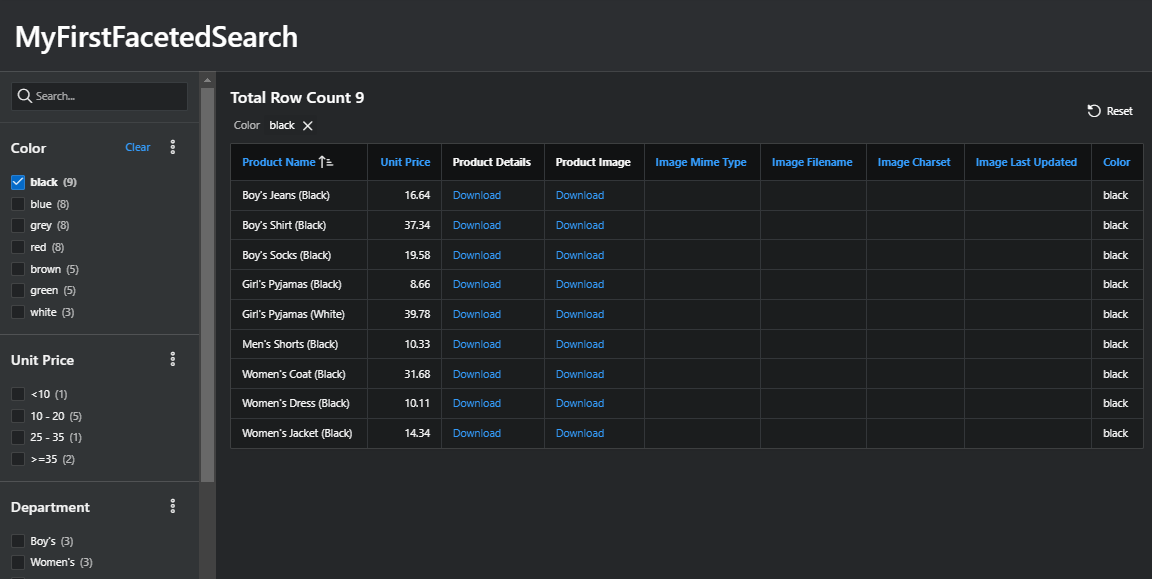 MyFirstFacetedSearch
Search...
Color Clear
black (9)
blue (8)
grey (8)
red (8)
brown (5)
green (5)
white (3)
Unit Price
<10 (1)
10 - 20 (5)
25 - 35 (1)
>=35 (2)
Department
Boy's (3)
Women's (3)
Total Row Count 9
Color black
Reset
Product Name Unit Price Product Details Product Image Image Mime Type Image Filename Image Charset Image Last Updated Color
Boy's Jeans (Black) 16.64 Download Download black
Boy's Shirt (Black) 37.34 Download Download black
Boy's Socks (Black) 19.58 Download Download black
Girl's Pyjamas (Black) 8.66 Download Download black
Girl's Pyjamas (White) 39.78 Download Download black
Men's Shorts (Black) 10.33 Download Download black
Women's Coat (Black) 31.68 Download Download black
Women's Dress (Black) 10.11 Download Download black
Women's Jacket (Black) 14.34 Download Download black